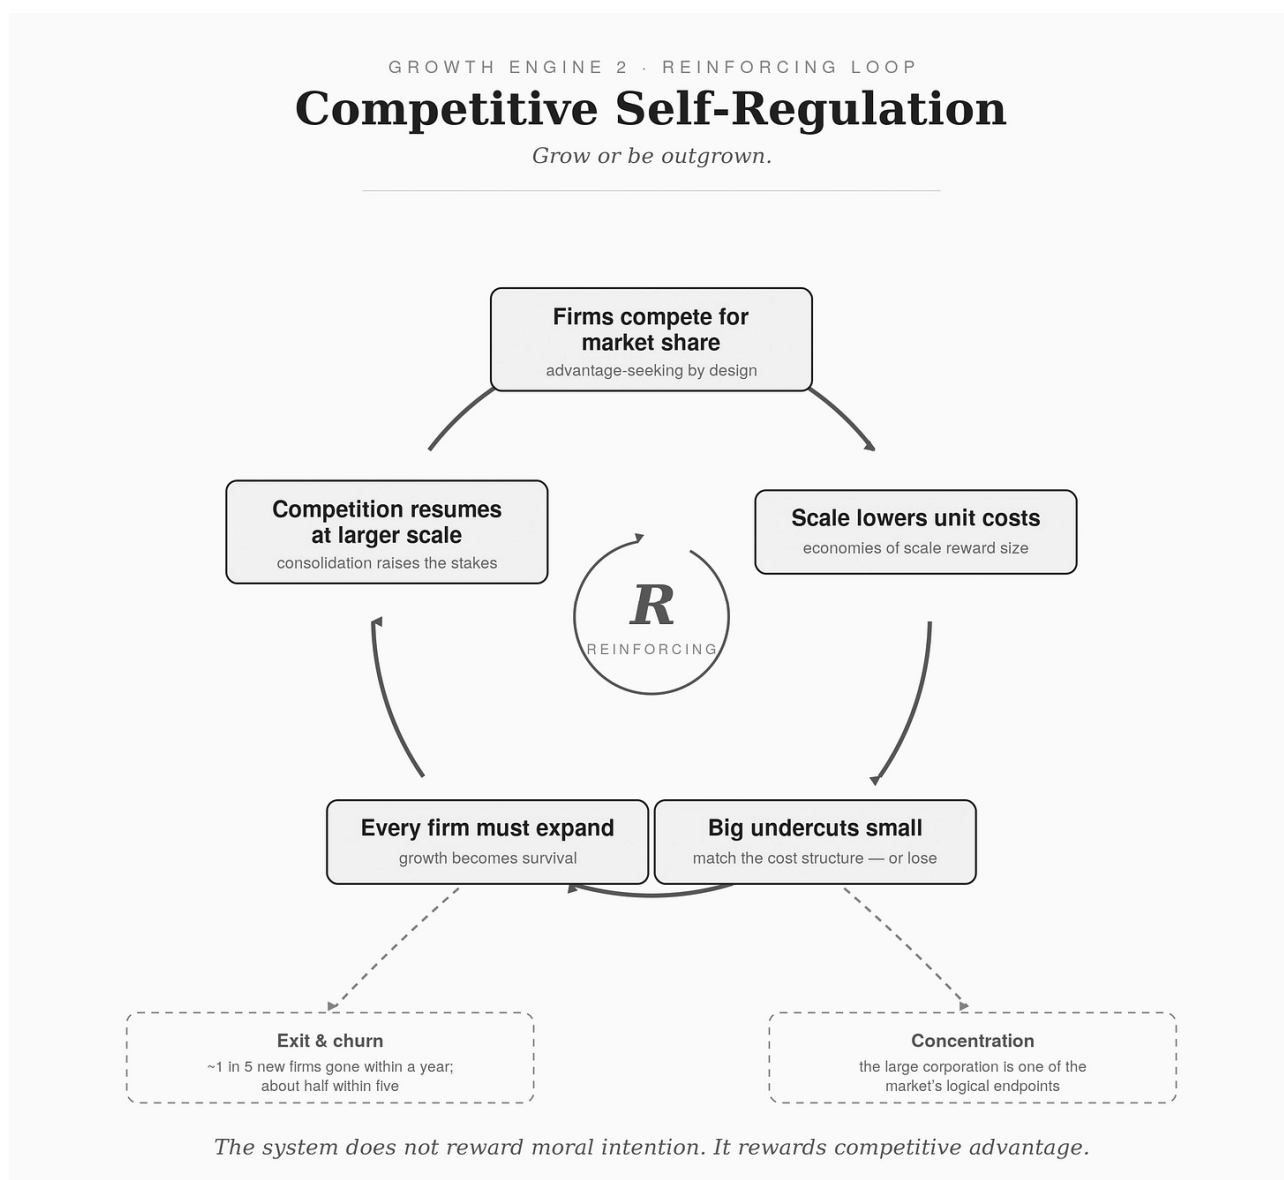 GROWTH ENGINE 2 · REINFORCING LOOP
Competitive Self-Regulation
Grow or be outgrown.
Firms compete for
market share
advantage-seeking by design
Competition resumes
at larger scale
consolidation raises the stakes
Scale lowers unit costs
economies of scale reward size
R
REINFORCING
Every firm must expand
growth becomes survival
Big undercuts small
match the cost structure — or lose
Exit & churn
~1 in 5 new firms gone within a year;
about half within five
Concentration
the large corporation is one of the
market’s logical endpoints
The system does not reward moral intention. It rewards competitive advantage.